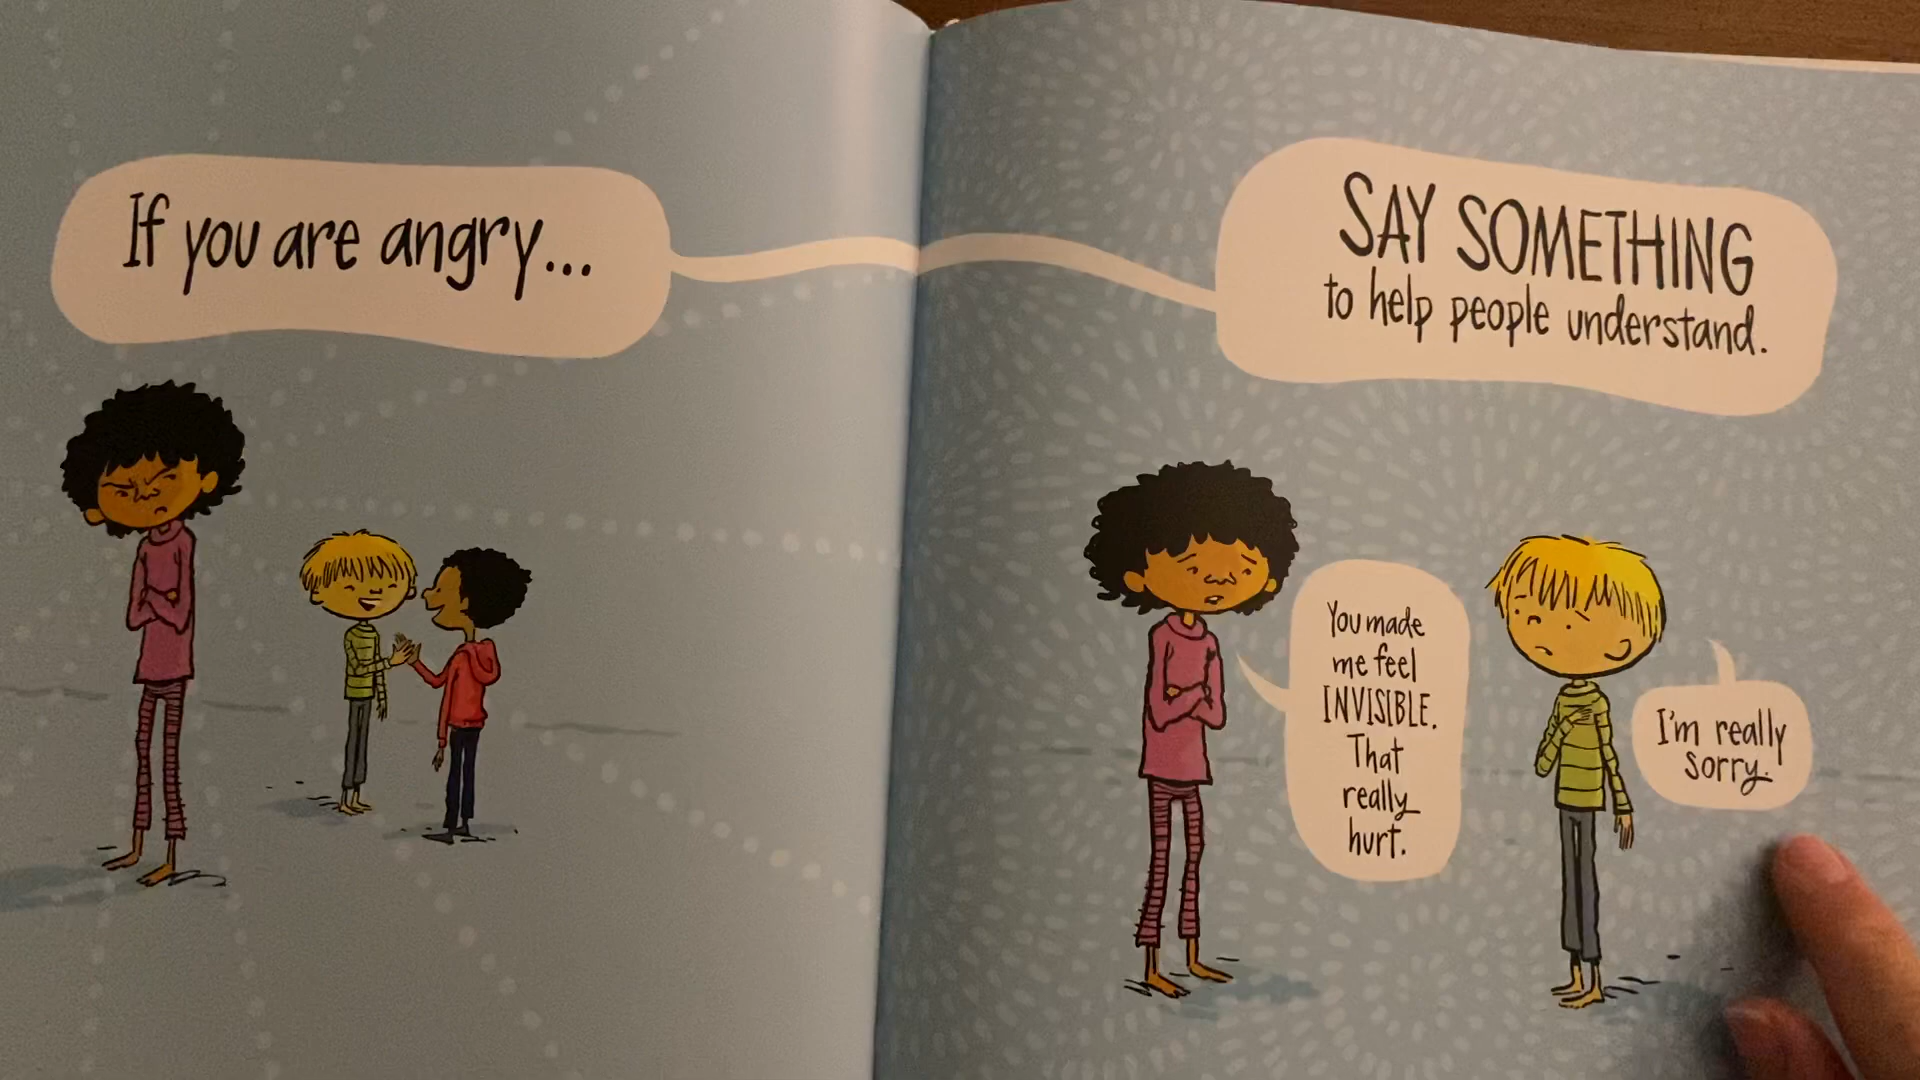 If you are angry...
SAY SOMETHING
to help people understand.
You made
me feel
INVISIBLE.
That
really
hurt.
I'm really
sorry.